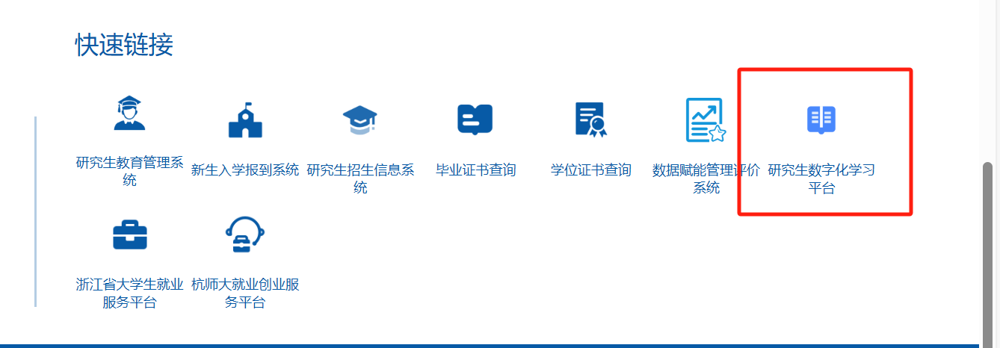 快速链接
研究生教育管理系
统
新生入学报到系统
研究生招生信息系
统
毕业证书查询
学位证书查询
数据赋能管理评价
系统
研究生数字化学习
平台
浙江省大学生就业
服务平台
杭师大就业创业服
务平台